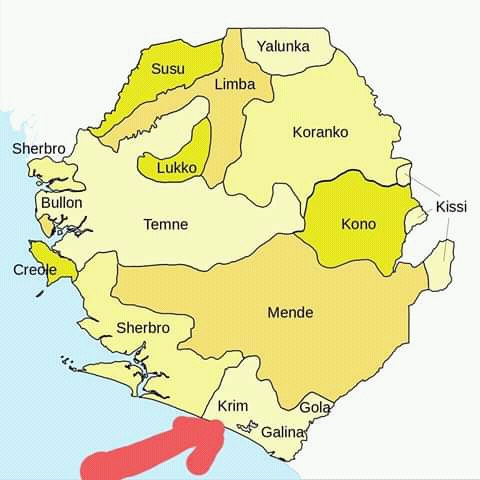 Yalunka
Susu
Limba
Koranko
Sherbro
Lukko
Bullon
Kissi
Temne
Kono
Creole
Mende
Sherbro
Krim
Gola
Galina